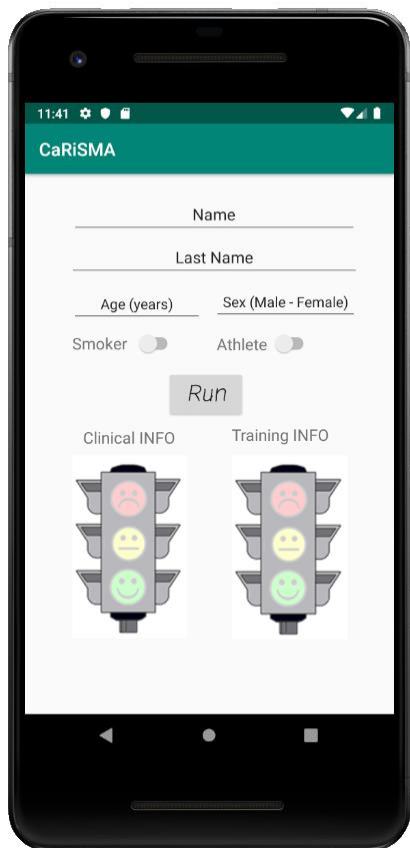 11:41
CaRiSMA
Name
Last Name
Age (years) Sex (Male - Female)
Smoker Athlete
Run
Clinical INFO Training INFO